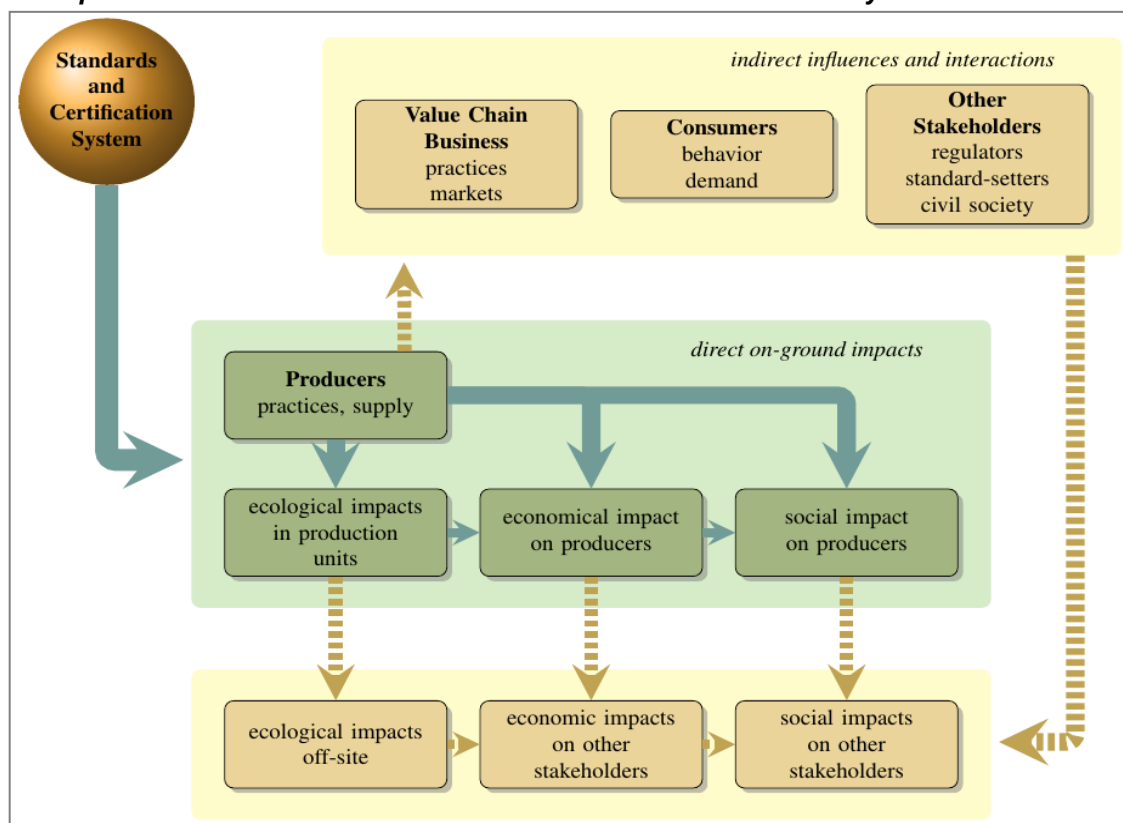 Standards
and
Certification
System
indirect influences and interactions
Value Chain
Business
practices
markets
Consumers
behavior
demand
Other
Stakeholders
regulators
standard-setters
civil society
direct on-ground impacts
Producers
practices, supply
ecological impacts
in production
units
economical impact
on producers
social impact
on producers
ecological impacts
off-site
economic impacts
on other
stakeholders
social impacts
on other
stakeholders